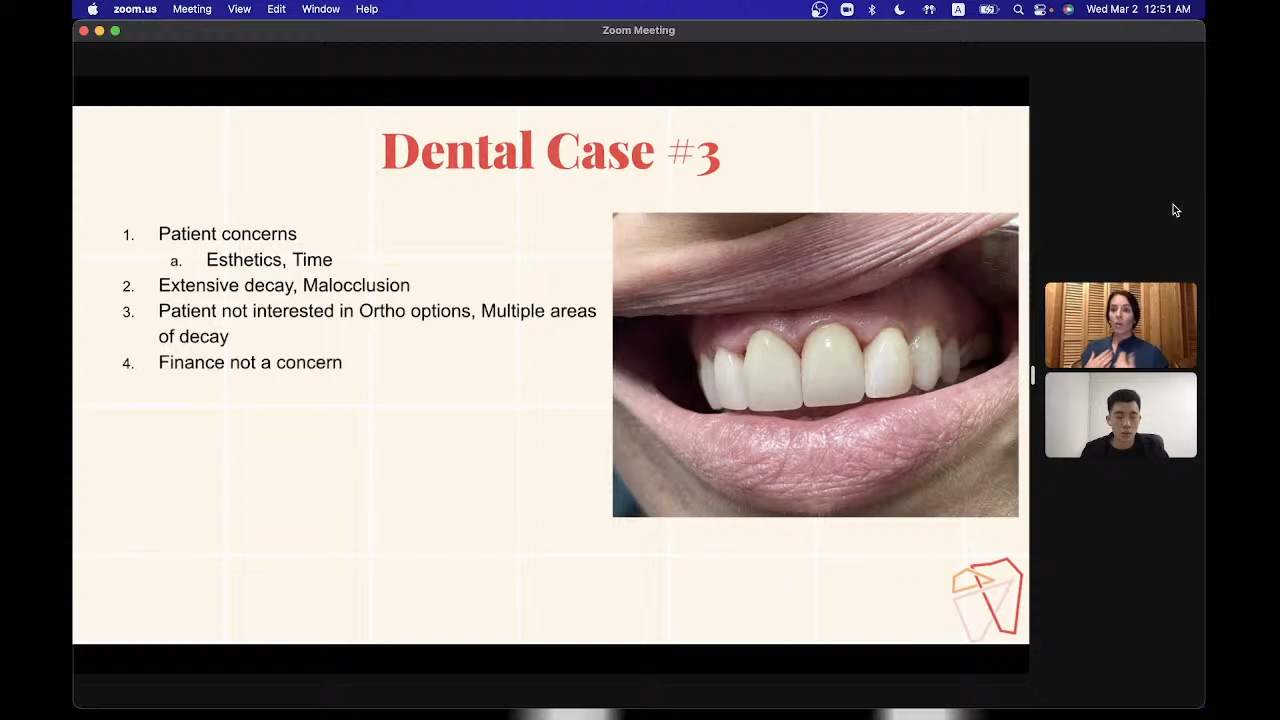 zoom.us Meeting View Edit Window Help A Wed Mar 2 12:51 AM
Zoom Meeting
Dental Case #3
1. Patient concerns
a. Esthetics, Time
2. Extensive decay, Malocclusion
3. Patient not interested in Ortho options, Multiple areas
of decay
4. Finance not a concern